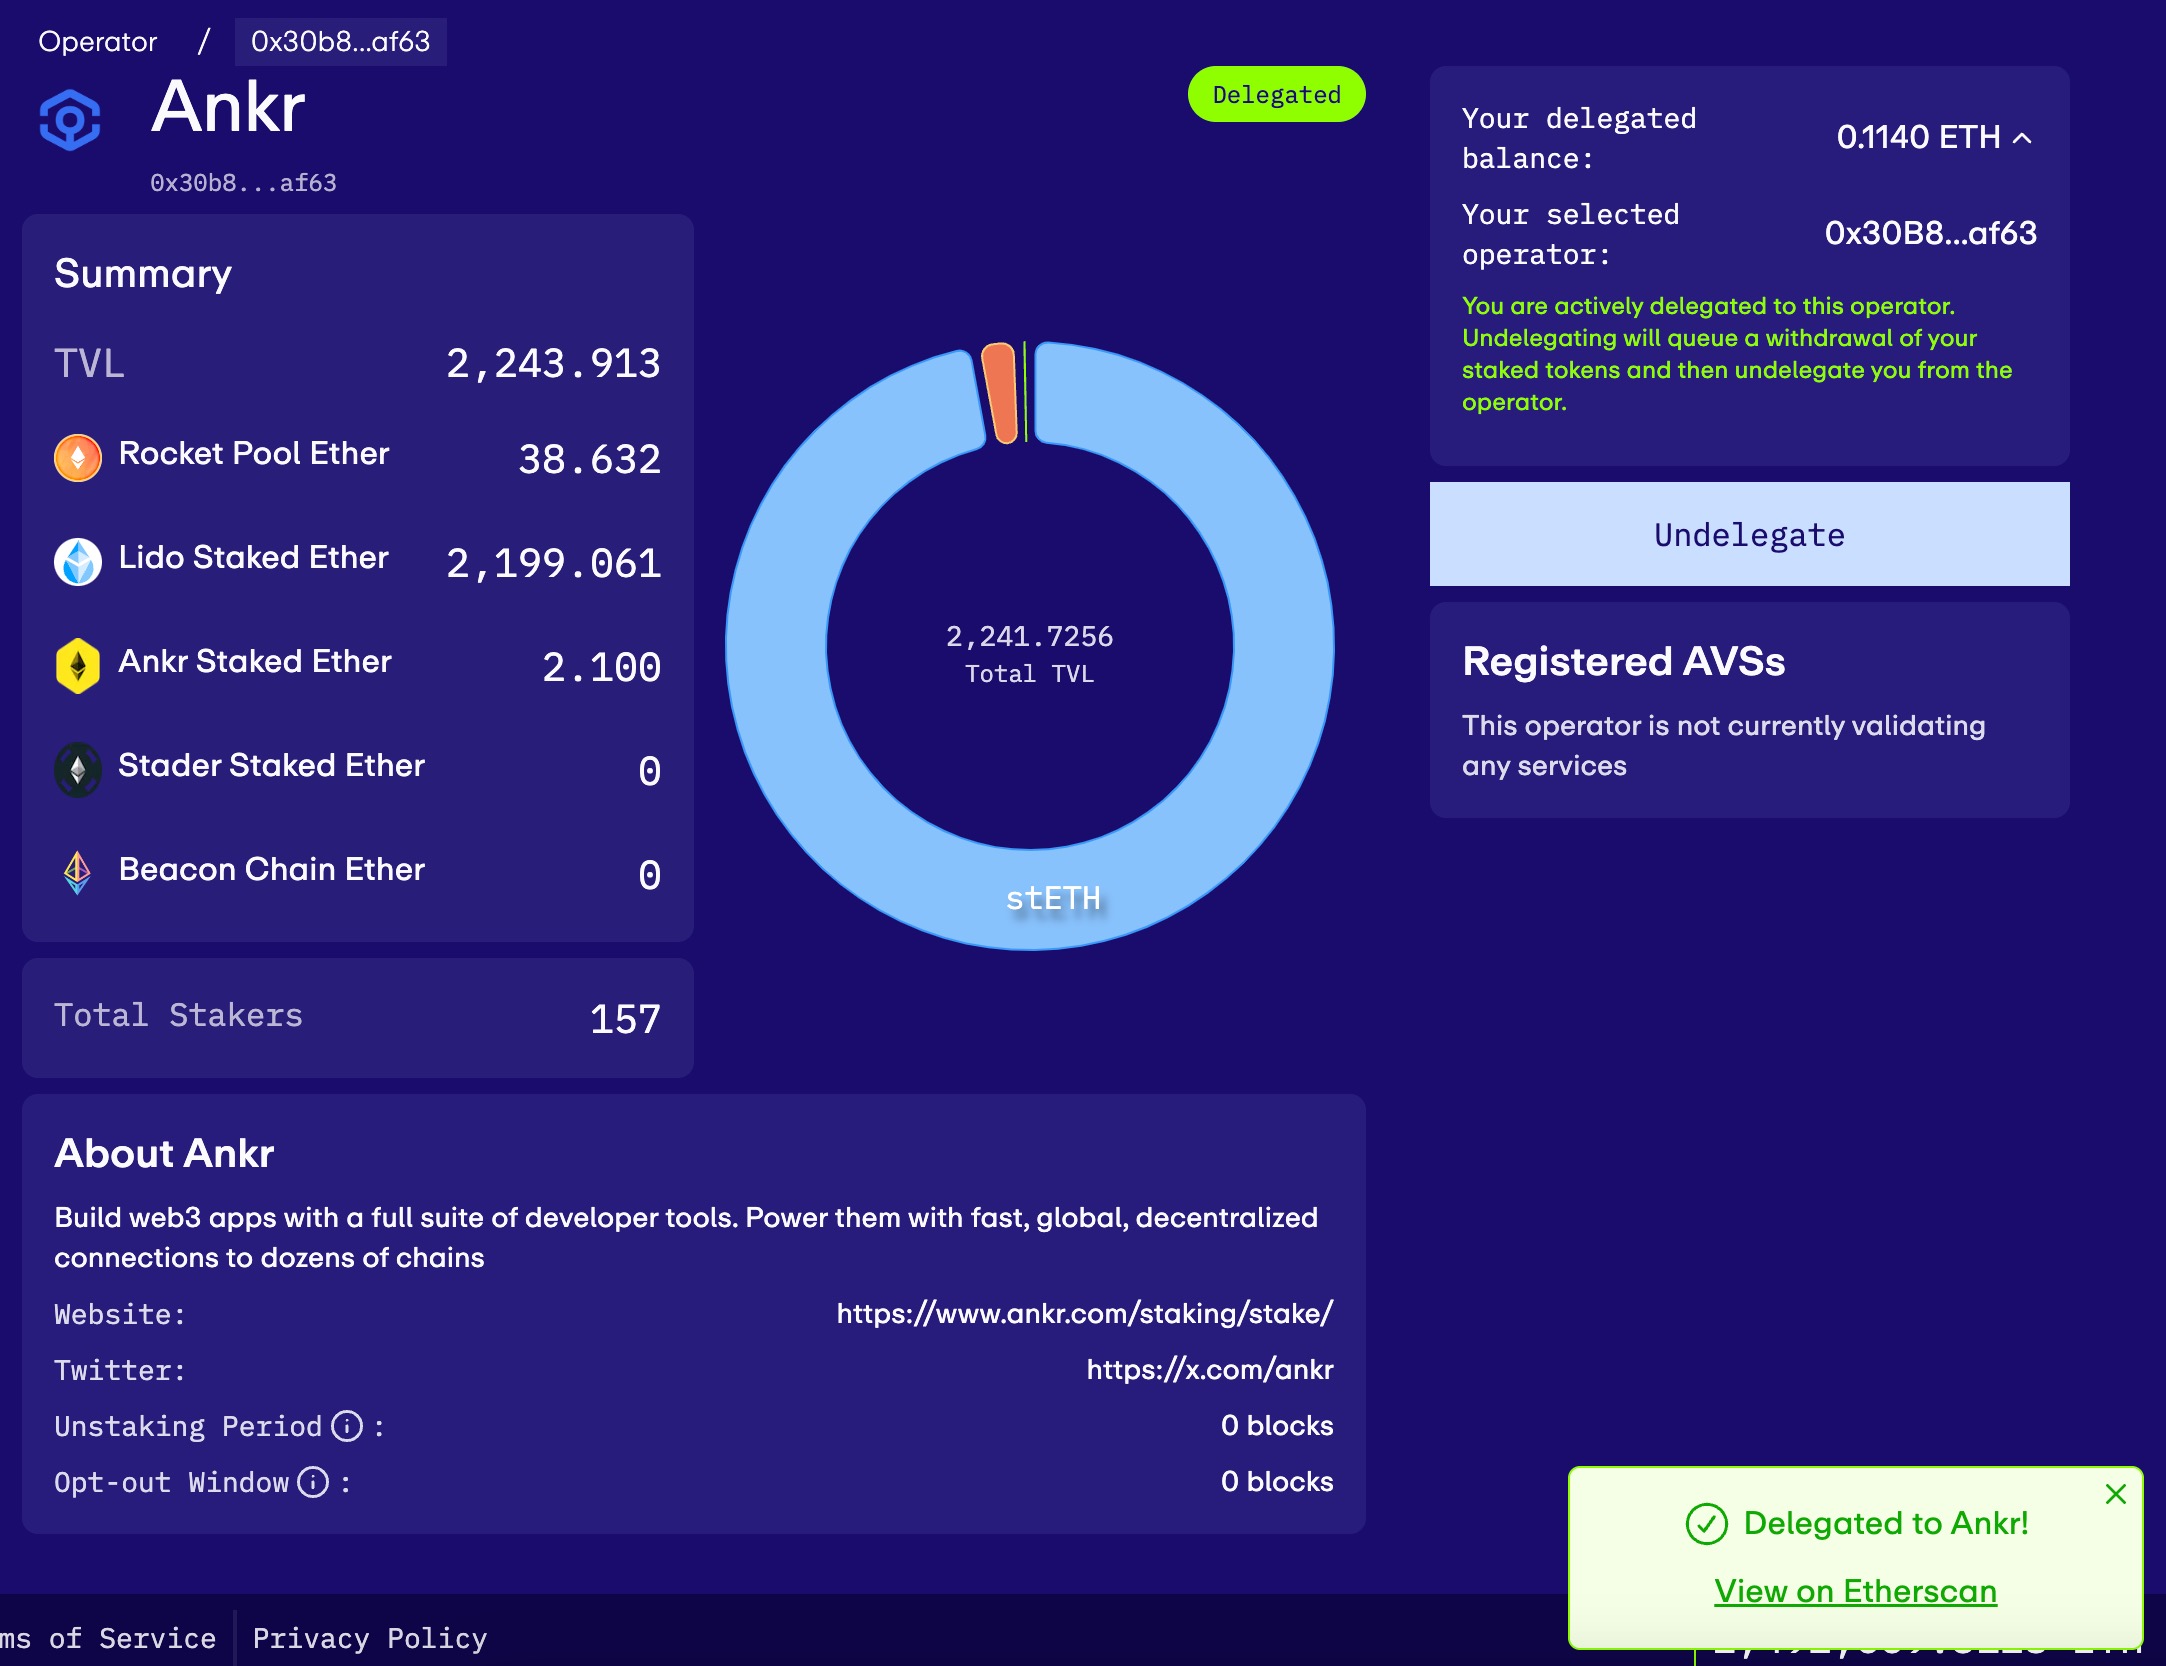 Operator / 0x30b8...af63
Ankr
0x30b8...af63
Delegated
Summary
TVL 2,243.913
Rocket Pool Ether 38.632
Lido Staked Ether 2,199.061
Ankr Staked Ether 2.100
Stader Staked Ether 0
Beacon Chain Ether 0
Total Stakers 157
2,241.7256
Total TVL
stETH
Your delegated
balance:
0.1140 ETH
Your selected
operator:
0x30B8...af63
You are actively delegated to this operator.
Undelegating will queue a withdrawal of your
staked tokens and then undelegate you from the
operator.
Undelegate
Registered AVSs
This operator is not currently validating
any services
About Ankr
Build web3 apps with a full suite of developer tools. Power them with fast, global, decentralized
connections to dozens of chains
Website: https://www.ankr.com/staking/stake/
Twitter: https://x.com/ankr
Unstaking Period : 0 blocks
Opt-out Window : 0 blocks
Delegated to Ankr!
View on Etherscan
ms of Service
Privacy Policy